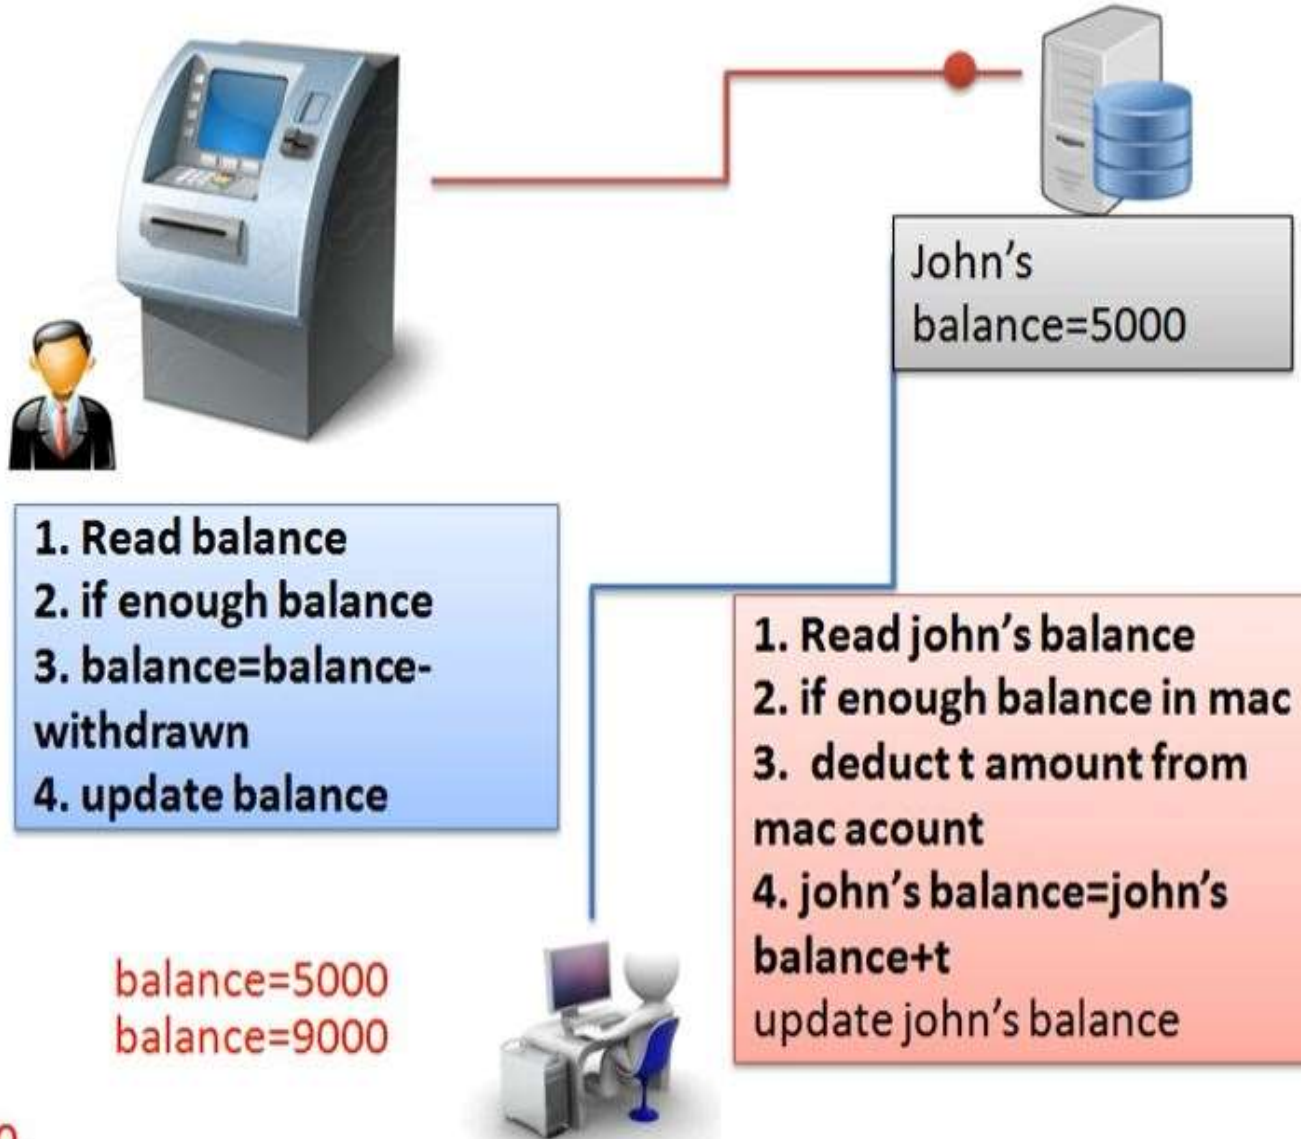 John's
balance=5000
1. Read balance
2. if enough balance
3. balance=balance-
withdrawn
4. update balance
1. Read john's balance
2. if enough balance in mac
3. deduct t amount from
mac acount
4. john's balance=john's
balance+t
update john's balance
balance=5000
balance=9000